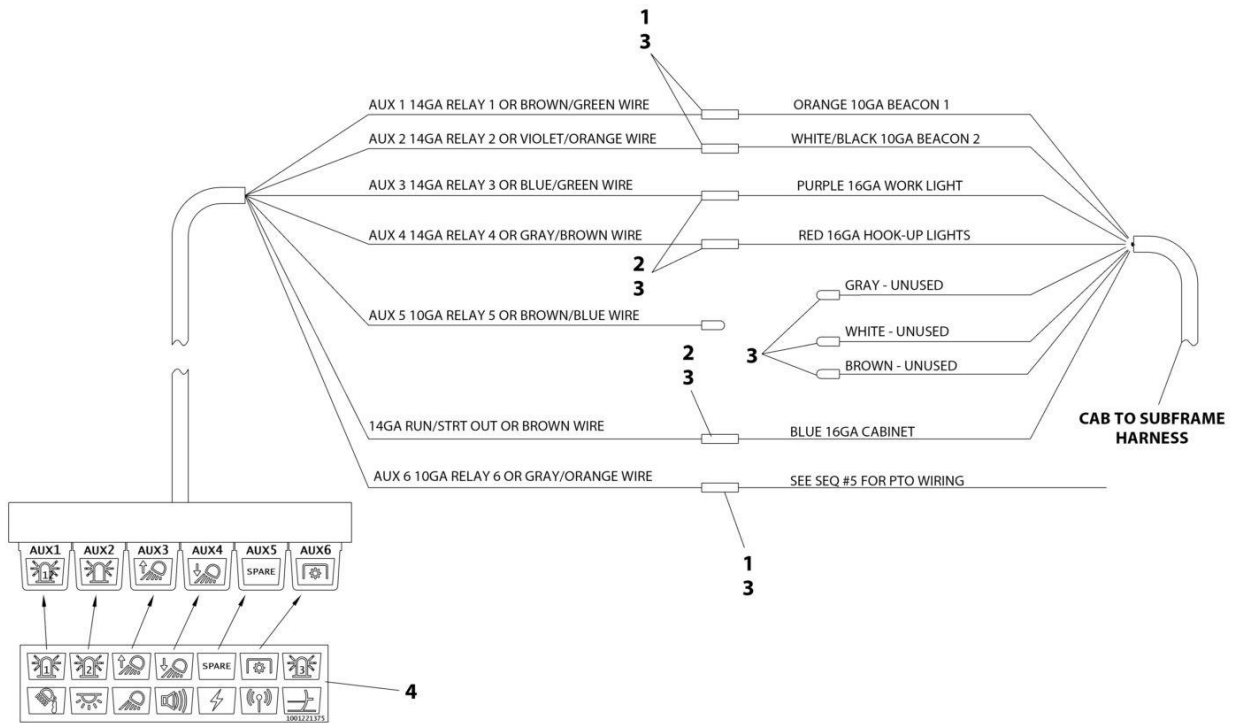 1
3
AUX 1 14GA RELAY 1 OR BROWN/GREEN WIRE
ORANGE 10GA BEACON 1
AUX 2 14GA RELAY 2 OR VIOLET/ORANGE WIRE
WHITE/BLACK 10GA BEACON 2
AUX 3 14GA RELAY 3 OR BLUE/GREEN WIRE
PURPLE 16GA WORK LIGHT
AUX 4 14GA RELAY 4 OR GRAY/BROWN WIRE
RED 16GA HOOK-UP LIGHTS
2
3
GRAY - UNUSED
AUX 5 10GA RELAY 5 OR BROWN/BLUE WIRE
WHITE - UNUSED
2
3
3
BROWN - UNUSED
CAB TO SUBFRAME
HARNESS
14GA RUN/STRT OUT OR BROWN WIRE
BLUE 16GA CABINET
AUX 6 10GA RELAY 6 OR GRAY/ORANGE WIRE
SEE SEQ #5 FOR PTO WIRING
1
3
AUX1 AUX2 AUX3 AUX4 AUX5 AUX6
SPARE
1 2 SPARE 3
4
1001221375